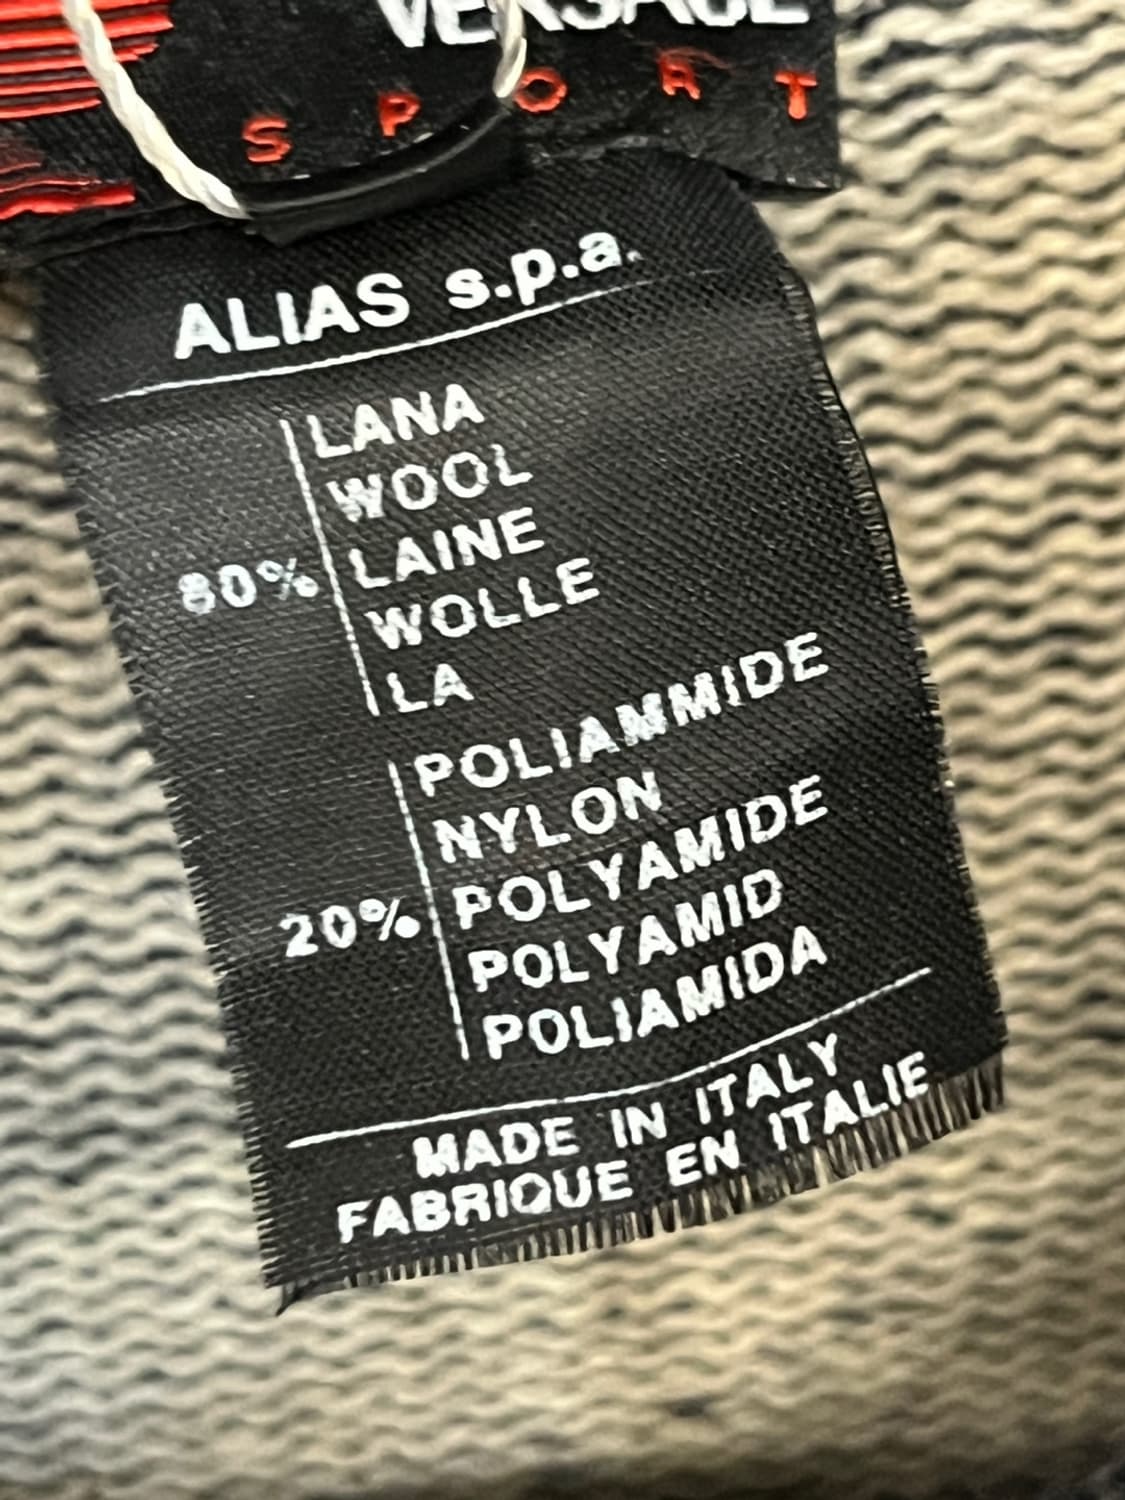 VERSACE
SPORT
ALIAS s.p.a.
80%
LANA
WOOL
LAINE
WOLLE
LA
20%
POLIAMMIDE
NYLON
POLYAMIDE
POLYAMID
POLIAMIDA
MADE IN ITALY
FABRIQUE EN ITALIE